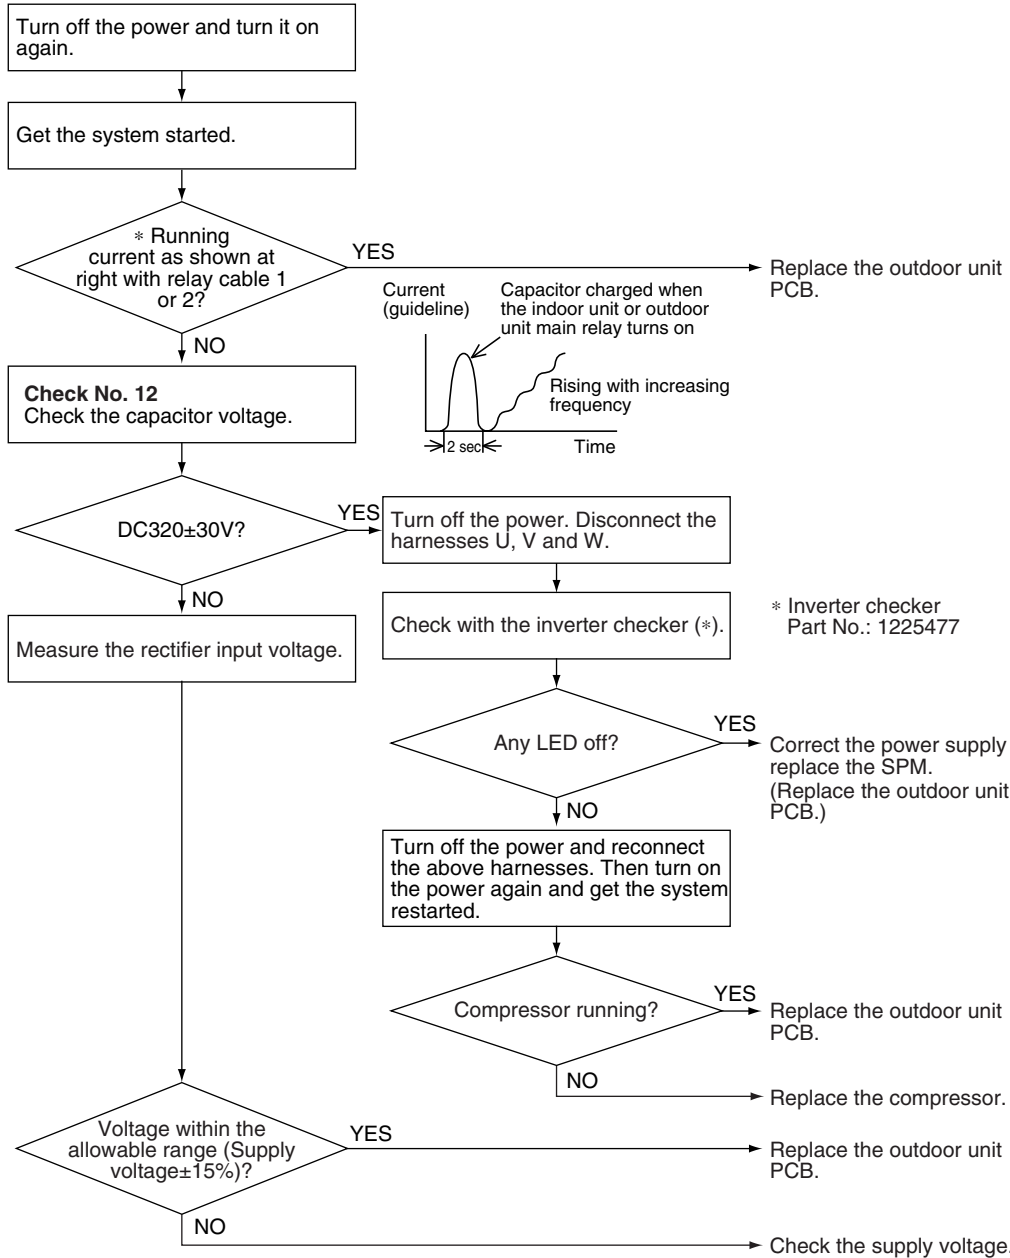 Turn off the power and turn it on
again.
Get the system started.
* Running
current as shown at
right with relay cable 1
or 2?
YES
Replace the outdoor unit
PCB.
NO
Current
(guideline)
Capacitor charged when
the indoor unit or outdoor
unit main relay turns on
Rising with increasing
frequency
2 sec
Time
Check No. 12
Check the capacitor voltage.
DC320±30V?
YES
Turn off the power. Disconnect the
harnesses U, V and W.
NO
Check with the inverter checker (*).
* Inverter checker
Part No.: 1225477
Measure the rectifier input voltage.
Any LED off?
YES
Correct the power supply
replace the SPM.
(Replace the outdoor unit
PCB.)
NO
Turn off the power and reconnect
the above harnesses. Then turn on
the power again and get the system
restarted.
Compressor running?
YES
Replace the outdoor unit
PCB.
NO
Replace the compressor.
Voltage within the
allowable range (Supply
voltage±15%)?
YES
Replace the outdoor unit
PCB.
NO
Check the supply voltage.